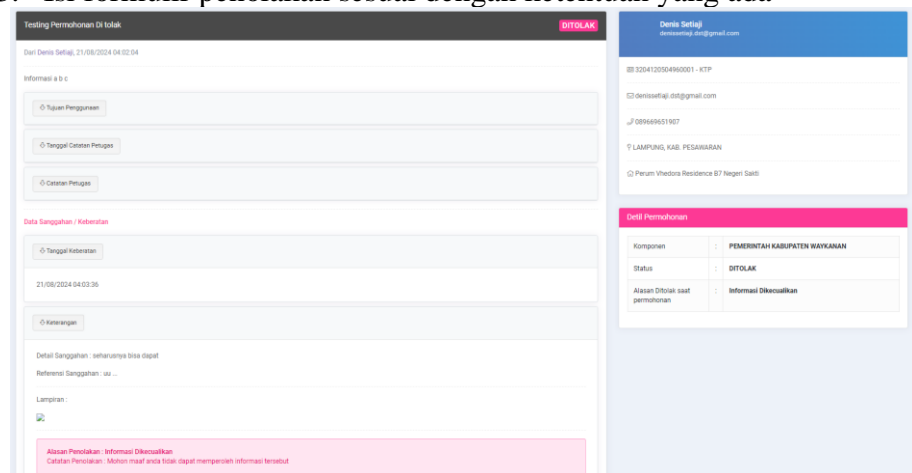 Isi formulir penolakan sesuai dengan ketentuan yang ada
Testing Permohonan Di tolak
DITOLAK
Dari Denis Setiaji, 21/08/2024 04:02:04
Informasi a b c
Tujuan Penggunaan
Tanggal Catatan Petugas
Catatan Petugas
Data Sanggahan / Keberatan
Tanggal Keberatan
21/08/2024 04:03:36
Keterangan
Detail Sanggahan : seharusnya bisa dapat
Referensi Sanggahan : uu ...
Lampiran :
Alasan Penolakan : Informasi Dikecualikan
Catatan Penolakan : Mohon maaf anda tidak dapat memperoleh informasi tersebut
Denis Setiaji
denissetiaji.dst@gmail.com
3204120504960001 - KTP
denissetiaji.dst@gmail.com
089669651907
LAMPUNG, KAB. PESAWARAN
Perum Vhedora Residence B7 Negeri Sakti
Detil Permohonan
Komponen : PEMERINTAH KABUPATEN WAYKANAN
Status : DITOLAK
Alasan Ditolak saat : Informasi Dikecualikan
permohonan